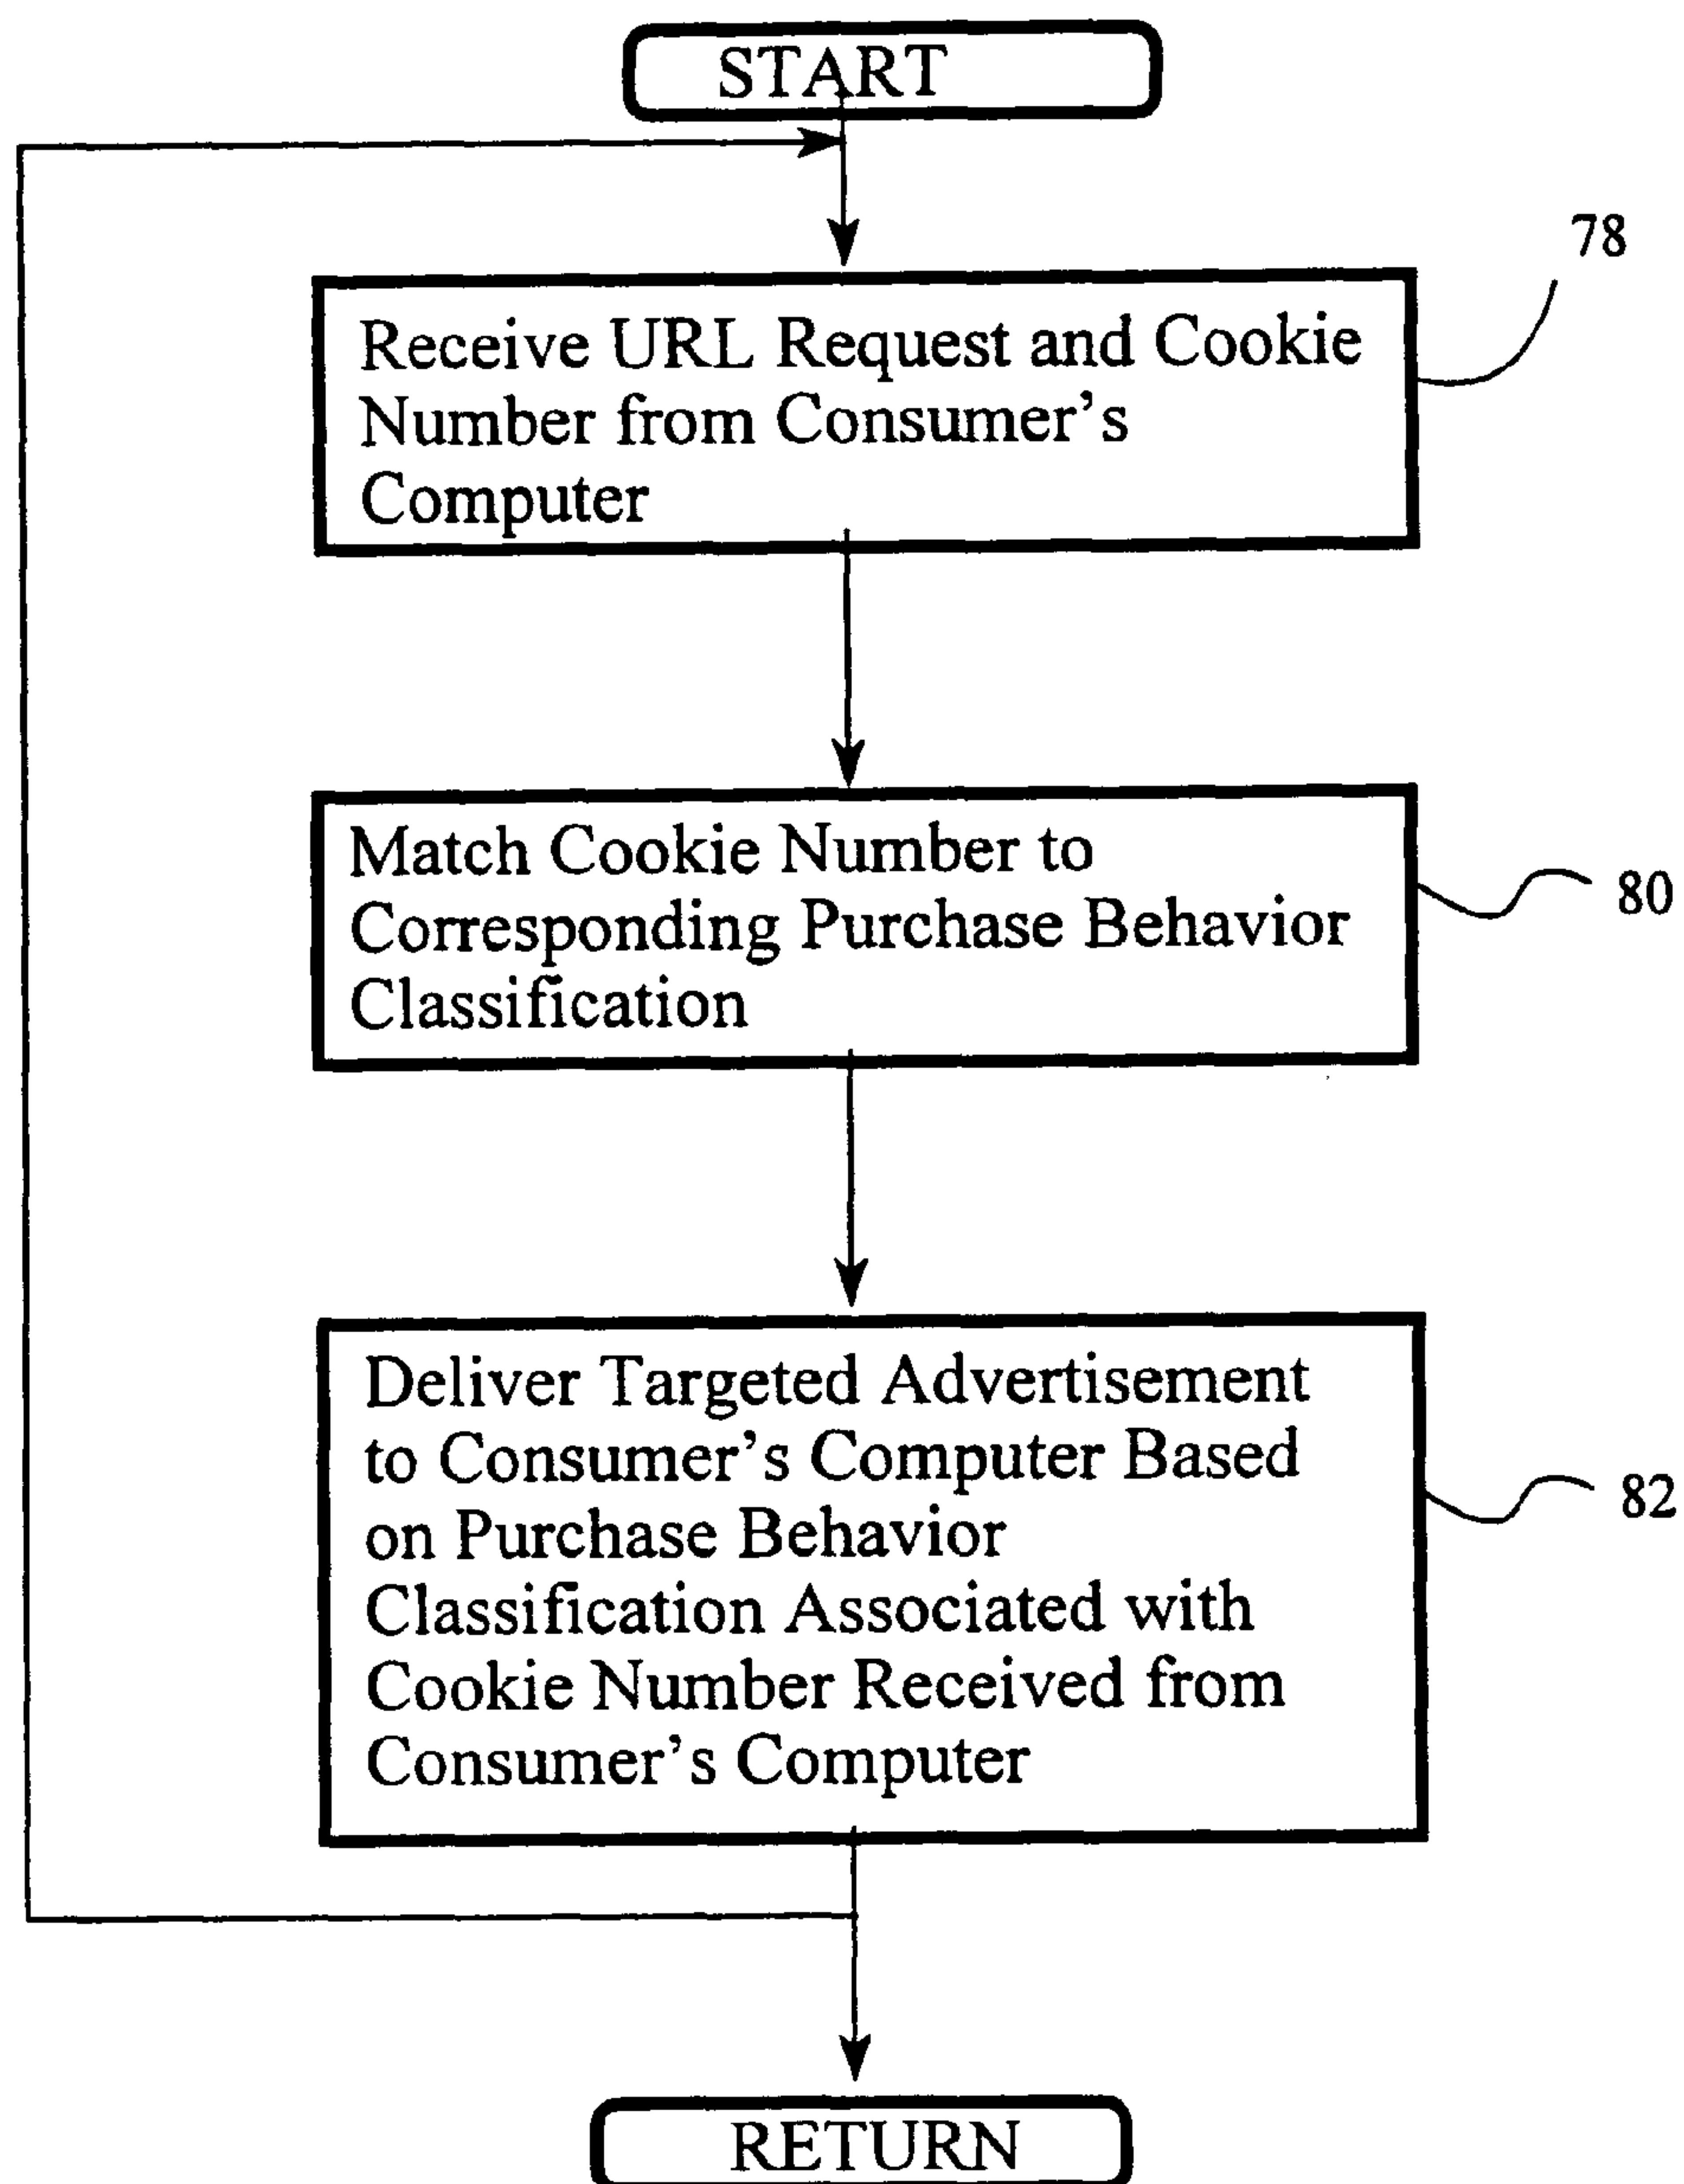 START
78
Receive URL Request and Cookie
Number from Consumer’s
Computer
Match Cookie Number to
Corresponding Purchase Behavior
Classification
80
Deliver Targeted Advertisement
to Consumer’s Computer Based
on Purchase Behavior
Classification Associated with
Cookie Number Received from
Consumer’s Computer
82
RETURN